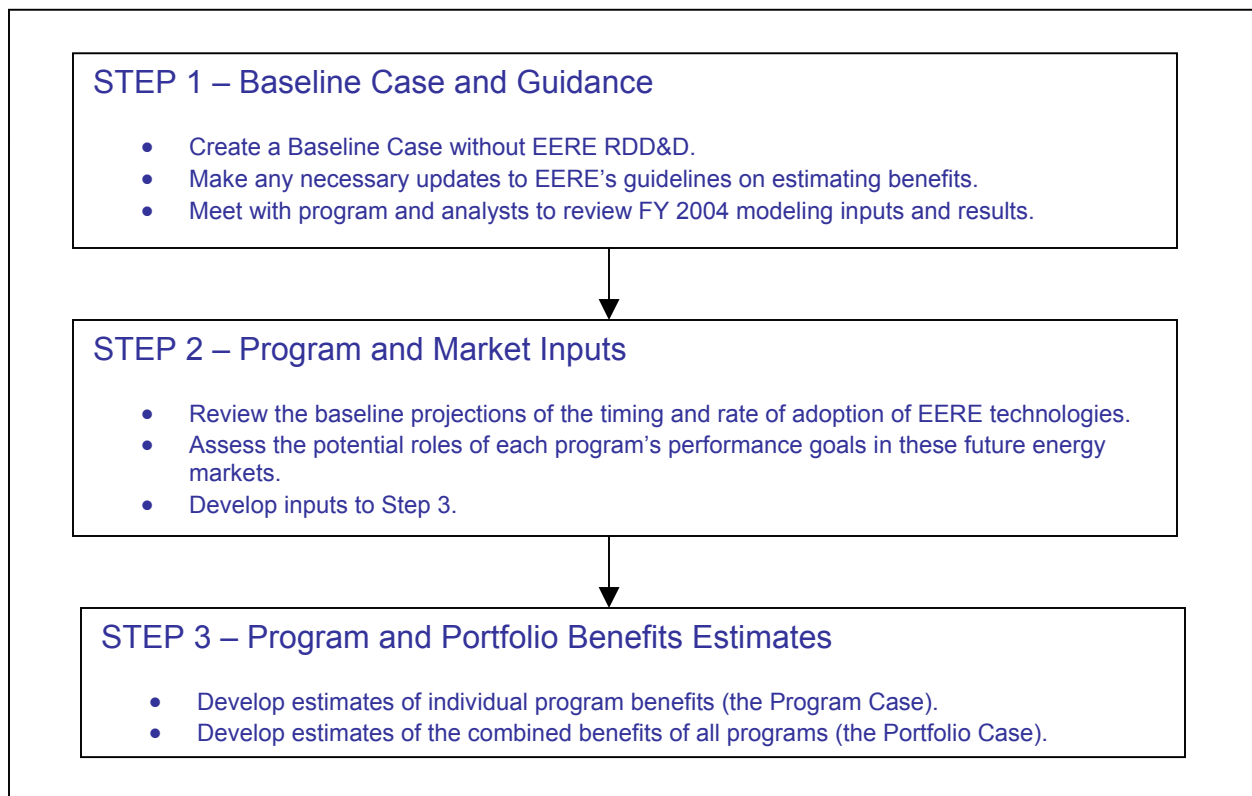 STEP 1 – Baseline Case and Guidance
• Create a Baseline Case without EERE RDD&D.
• Make any necessary updates to EERE's guidelines on estimating benefits.
• Meet with program and analysts to review FY 2004 modeling inputs and results.
STEP 2 – Program and Market Inputs
• Review the baseline projections of the timing and rate of adoption of EERE technologies.
• Assess the potential roles of each program's performance goals in these future energy
markets.
• Develop inputs to Step 3.
STEP 3 – Program and Portfolio Benefits Estimates
• Develop estimates of individual program benefits (the Program Case).
• Develop estimates of the combined benefits of all programs (the Portfolio Case).